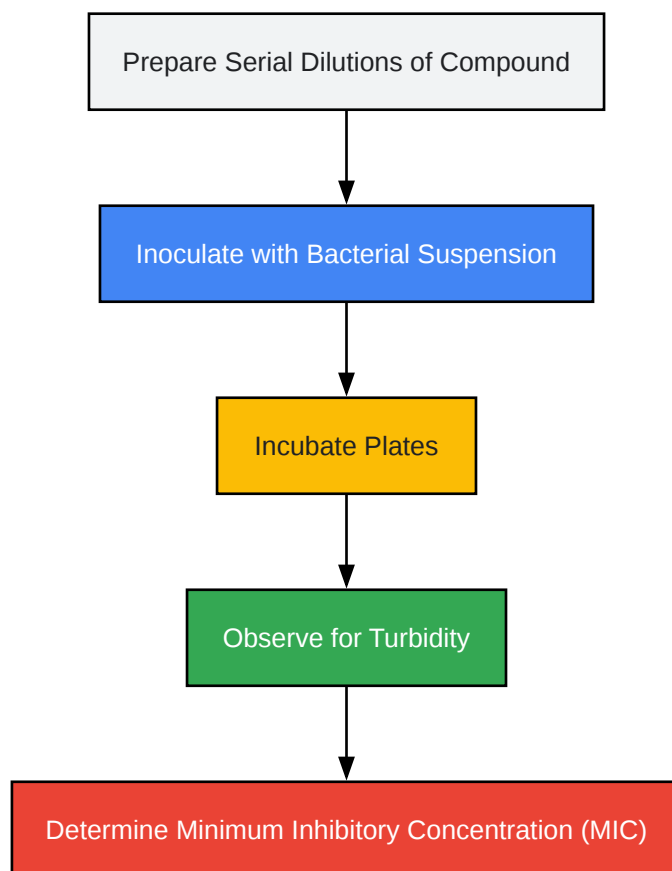 Prepare Serial Dilutions of Compound
Inoculate with Bacterial Suspension
Incubate Plates
Observe for Turbidity
Determine Minimum Inhibitory Concentration (MIC)